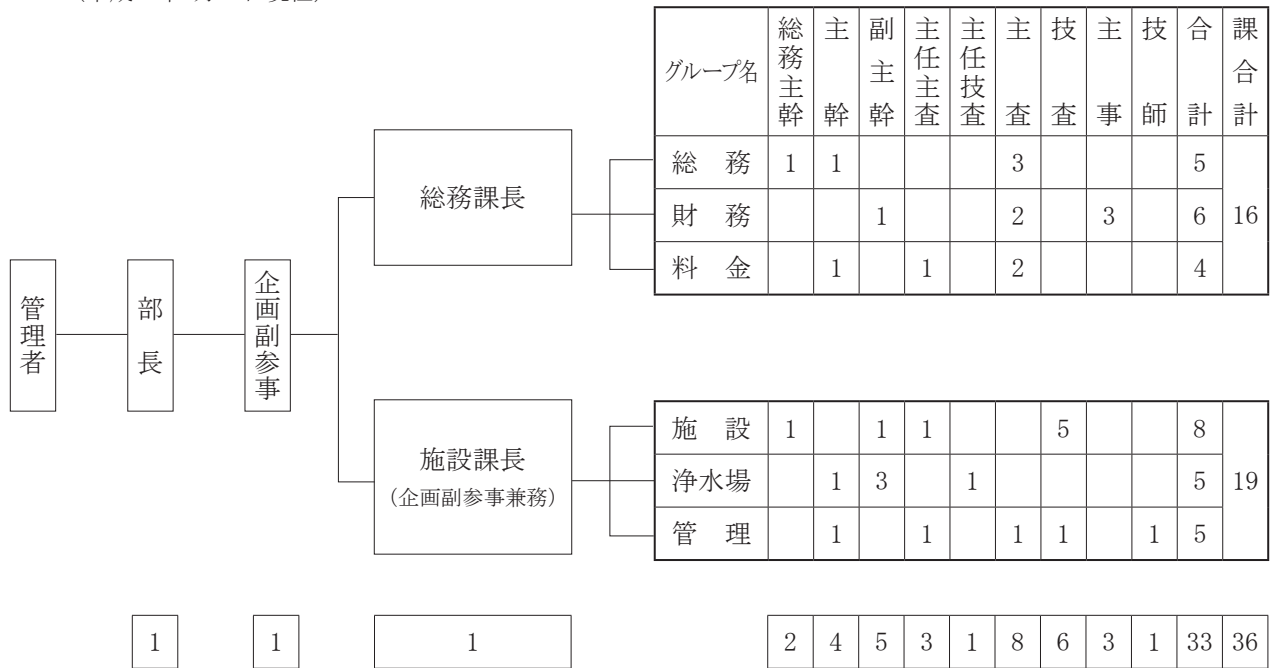 グループ名 総務主幹 主幹 副主幹 主任主査 主任技査 主査 技査 主事 技師 合計 課合計
総務 1 1 3 5 16
財務 1 2 3 6
料金 1 1 2 4
総務課長
管理者
部長
企画副参事
施設課長
(企画副参事兼務)
施設 1 1 1 5 8 19
浄水場 1 3 1 5
管理 1 1 1 1 1 5
1 1 1 2 4 5 3 1 8 6 3 1 33 36